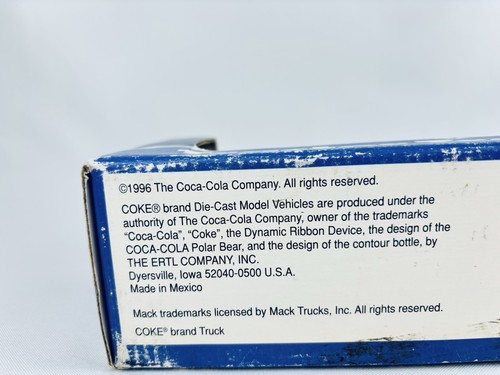 ©1996 The Coca-Cola Company. All rights reserved.
COKE® brand Die-Cast Model Vehicles are produced under the
authority of The Coca-Cola Company, owner of the trademarks
"Coca-Cola", "Coke", the Dynamic Ribbon Device, the design of the
COCA-COLA Polar Bear, and the design of the contour bottle, by
THE ERTL COMPANY, INC.
Dyersville, Iowa 52040-0500 U.S.A.
Made in Mexico
Mack trademarks licensed by Mack Trucks, Inc. All rights reserved.
COKE® brand Truck